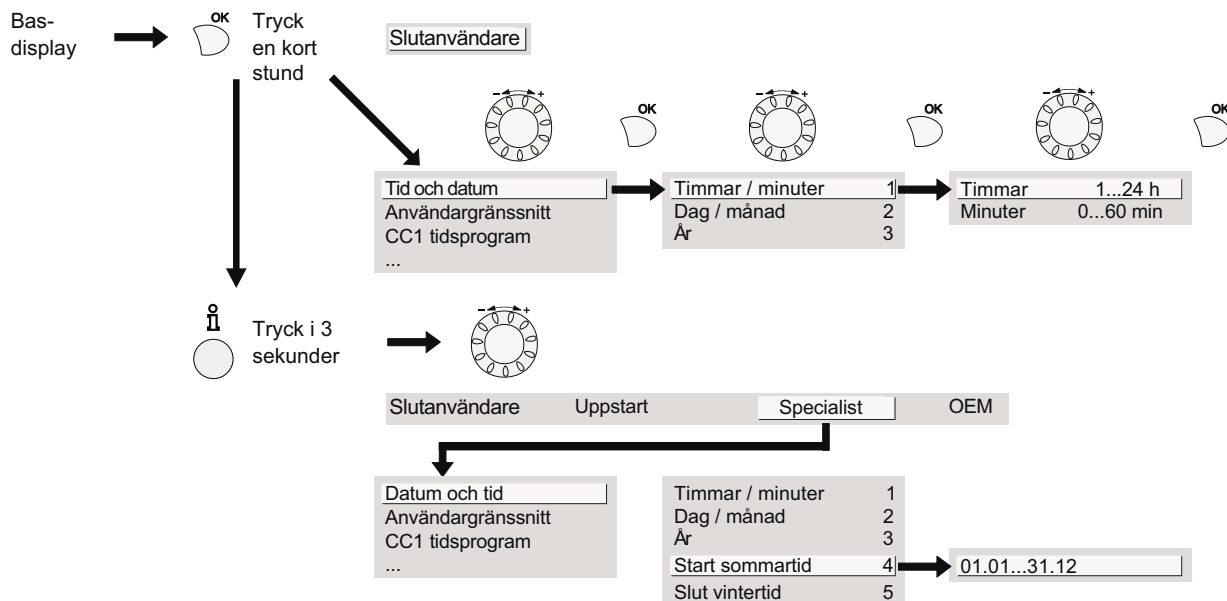 Bas-
display
OK
Tryck
en kort
stund
Slutanvändare
- +
OK
- +
OK
- +
OK
Tid och datum
Användargränssnitt
CC1 tidsprogram
...
Timmar / minuter 1
Dag / månad 2
År 3
Timmar 1...24 h
Minuter 0...60 min
Tryck i 3
sekunder
- +
Slutanvändare Uppstart Specialist OEM
Datum och tid
Användargränssnitt
CC1 tidsprogram
...
Timmar / minuter 1
Dag / månad 2
År 3
Start sommartid 4
Slut vintertid 5
01.01...31.12